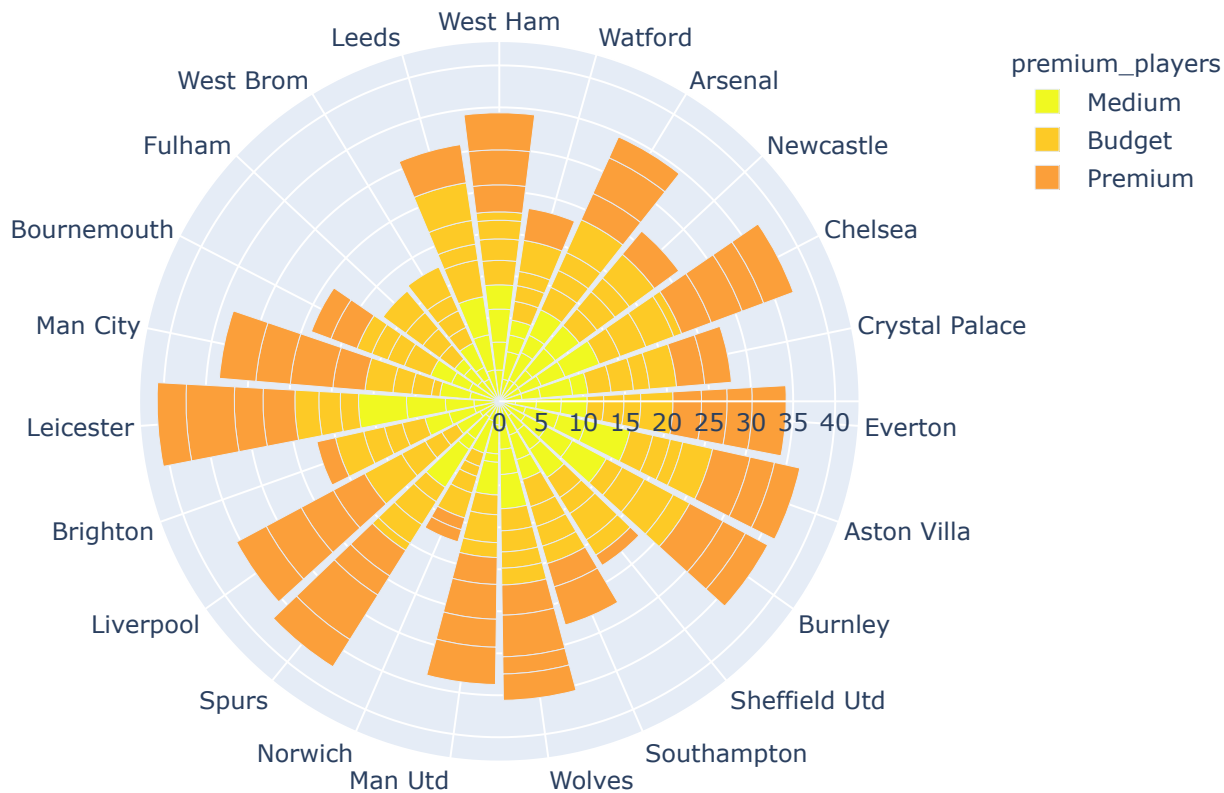 West Ham
Leeds
Watford
West Brom
Arsenal
Fulham
Newcastle
Bournemouth
Chelsea
Man City
Crystal Palace
Leicester
0 5 10 15 20 25 30 35 40
Everton
Brighton
Aston Villa
Liverpool
Burnley
Spurs
Sheffield Utd
Norwich
Southampton
Man Utd
Wolves
premium_players
Medium
Budget
Premium